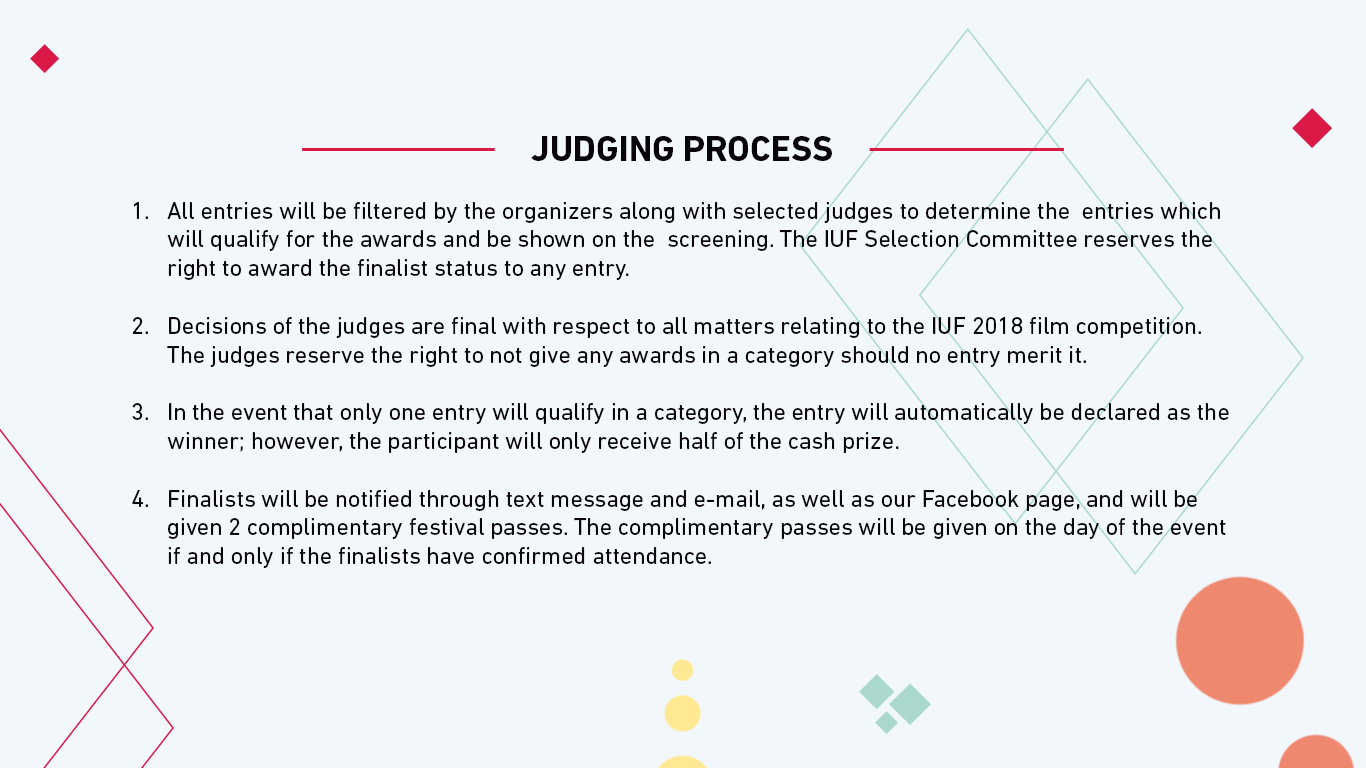 JUDGING PROCESS
1. All entries will be filtered by the organizers along with selected judges to determine the  entries which
will qualify for the awards and be shown on the  screening. The IUF Selection Committee reserves the
right to award the finalist status to any entry.
2. Decisions of the judges are final with respect to all matters relating to the IUF 2018 film competition.
The judges reserve the right to not give any awards in a category should no entry merit it.
3. In the event that only one entry will qualify in a category, the entry will automatically be declared as the
winner; however, the participant will only receive half of the cash prize.
4. Finalists will be notified through text message and e-mail, as well as our Facebook page, and will be
given 2 complimentary festival passes. The complimentary passes will be given on the day of the event
if and only if the finalists have confirmed attendance.